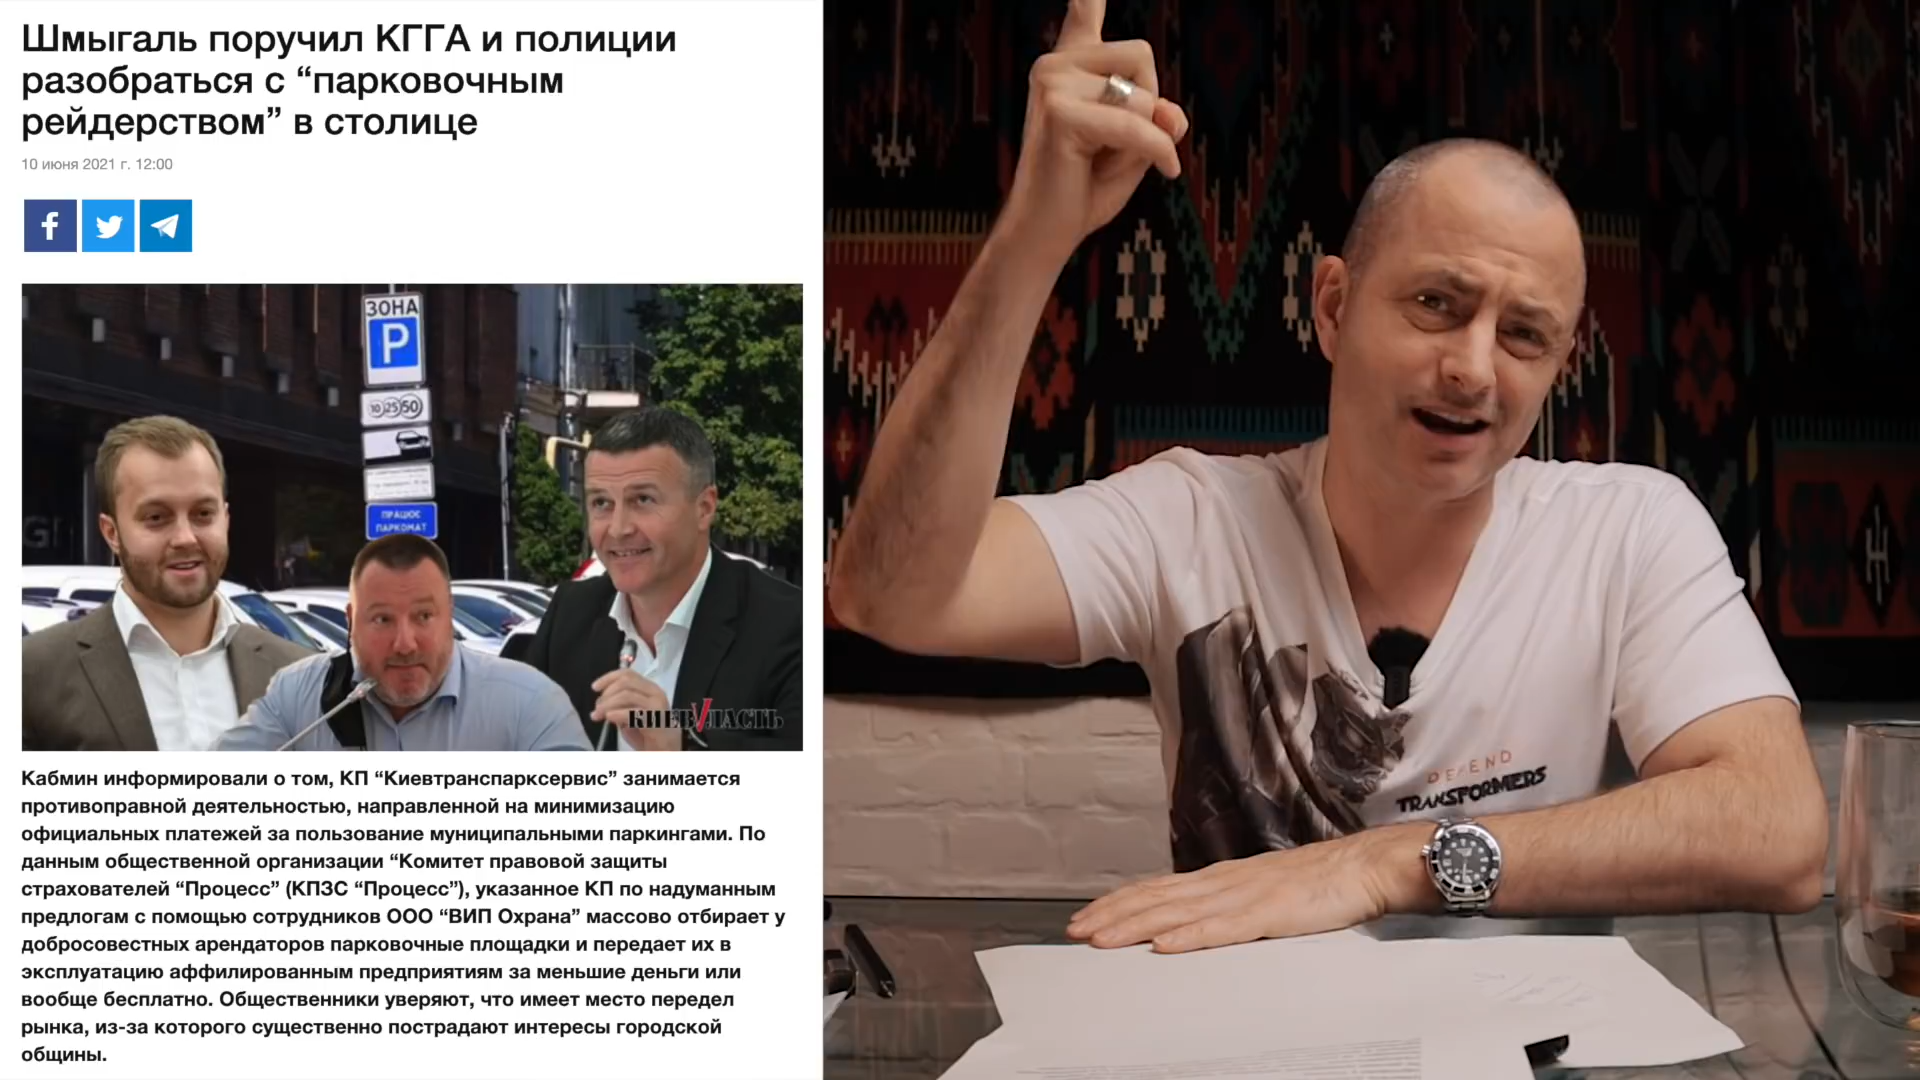 Шмыгаль поручил КГГА и полиции
разобраться с “парковочным
рейдерством” в столице
10 июня 2021 г. 12:00
ЗОНА
P
10 25 50
ПРАЦЮЄ
ПАРКОМАТ
КИЕВVЛАСТЬ
Кабмин информировали о том, КП “Киевтранспарксервис” занимается
противоправной деятельностью, направленной на минимизацию
официальных платежей за пользование муниципальными паркингами. По
данным общественной организации “Комитет правовой защиты
страхователей “Процесс” (КПЗС “Процесс”), указанное КП по надуманным
предлогам с помощью сотрудников ООО “ВИП Охрана” массово отбирает у
добросовестных арендаторов парковочные площадки и передает их в
эксплуатацию аффилированным предприятиям за меньшие деньги или
вообще бесплатно. Общественники уверяют, что имеет место передел
рынка, из-за которого существенно пострадают интересы городской
общины.
DEFEND
TRANSFORMERS